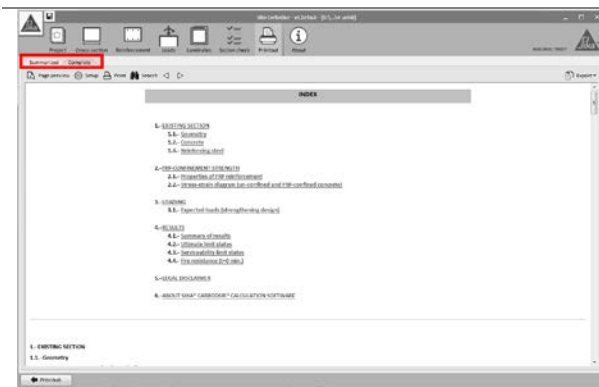 Project Cross-section Reinforcement Loads Laminates Section check Printout About
Summarized Complete
Page preview Setup Print Search Export
INDEX
1.- EXISTING SECTION
1.1.- Geometry
1.2.- Concrete
1.3.- Reinforcing steel
2.- FRP-CONFINEMENT STRENGTH
2.1.- Properties of FRP reinforcement
2.2.- Stress-strain diagram (un-confined and FRP-confined concrete)
3.- LOADING
3.1.- Expected loads (strengthening design)
4.- RESULTS
4.1.- Summary of results
4.2.- Ultimate limit states
4.3.- Serviceability limit states
4.4.- Fire resistance (t=0 min.)
5.- LEGAL DISCLAIMER
6.- ABOUT SIKA® CARBODUR® CALCULATION SOFTWARE
1.- EXISTING SECTION
1.1.- Geometry
Previous